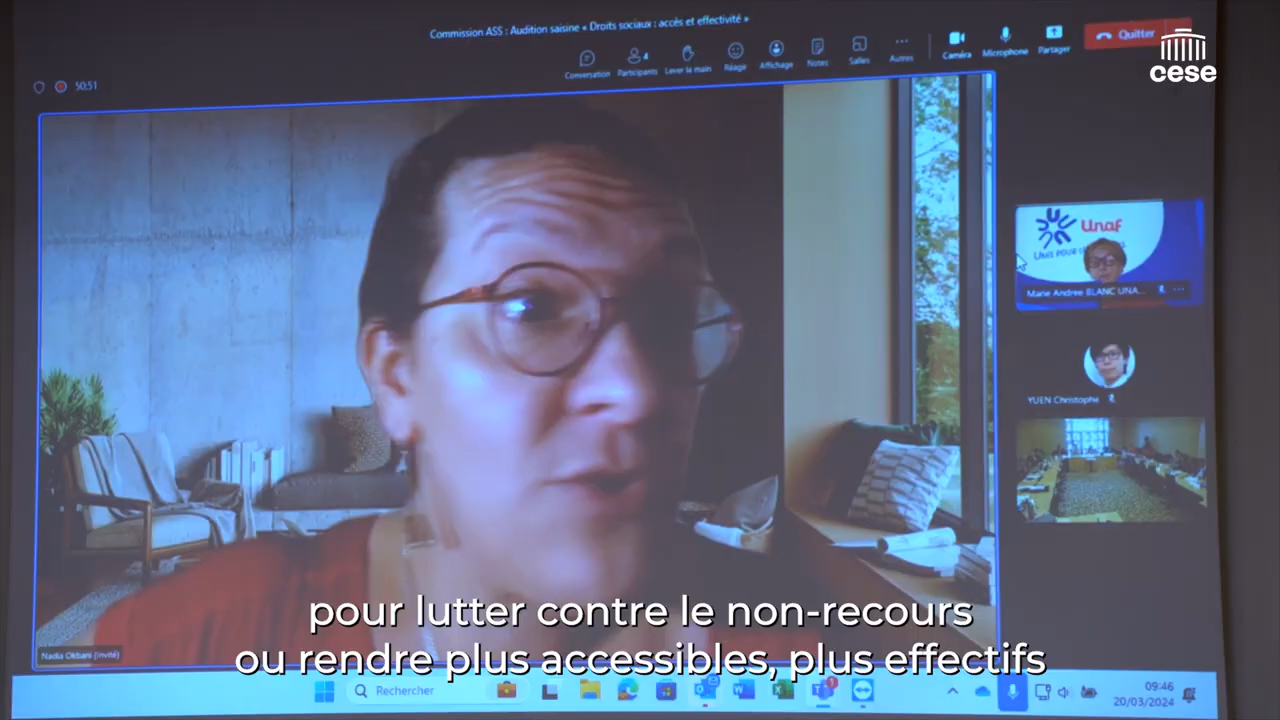 Commission ASS : Audition saisine « Droits sociaux : accès et effectivité »
Conversation
Participants
4
Lever la main
Réagir
Affichage
Notes
Salles
Autres
Caméra
Microphone
Partager
Quitter
cese
50:51
Unaf
Marie Andree BLANC UNA...
YUEN Christophe
Nadia Okbani (Invité)
pour lutter contre le non-recours
ou rendre plus accessibles, plus effectifs
Rechercher
09:46
20/03/2024